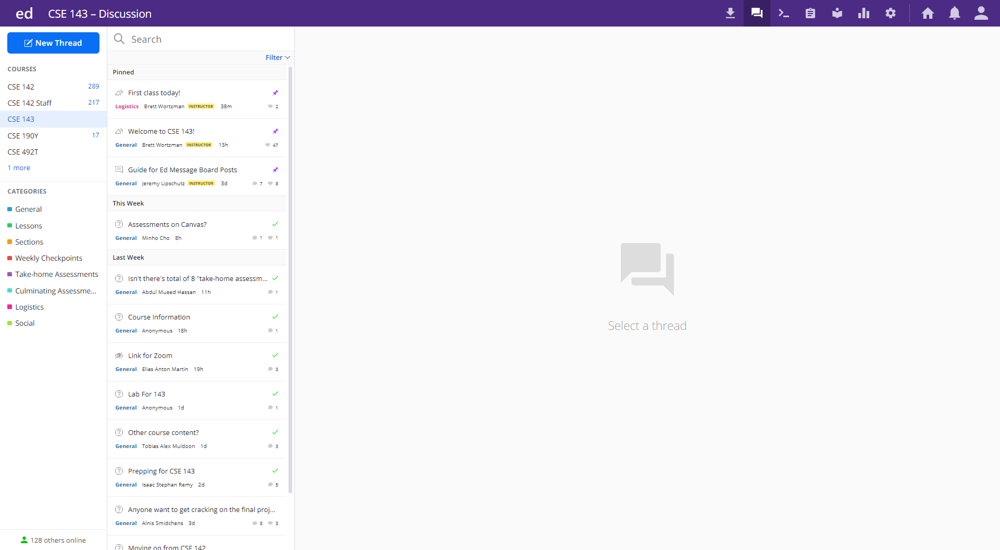 ed
CSE 143 – Discussion
New Thread
COURSES
CSE 142 289
CSE 142 Staff 217
CSE 143
CSE 190Y 17
CSE 492T
1 more
CATEGORIES
General
Lessons
Sections
Weekly Checkpoints
Take-home Assessments
Culminating Assessme...
Logistics
Social
128 others online
Search
Filter
Pinned
First class today!
Logistics Brett Wortzman INSTRUCTOR 38m 2
Welcome to CSE 143!
General Brett Wortzman INSTRUCTOR 15h 47
Guide for Ed Message Board Posts
General Jeremy Lipschutz INSTRUCTOR 3d 7 8
This Week
Assessments on Canvas?
General Minho Cho 8h 1 1
Last Week
Isn't there's total of 8 "take-home assessm...
General Abdul Mueed Hassan 11h 1
Course Information
General Anonymous 18h 1
Link for Zoom
General Elias Anton Martin 19h 3
Lab For 143
General Anonymous 1d 1
Other course content?
General Tobias Alex Muldoon 1d 3
Prepping for CSE 143
General Isaac Stephan Remy 2d 5
Anyone want to get cracking on the final proj...
General Alnis Smidchens 3d 8 3
Moving on from CSE 142
Select a thread